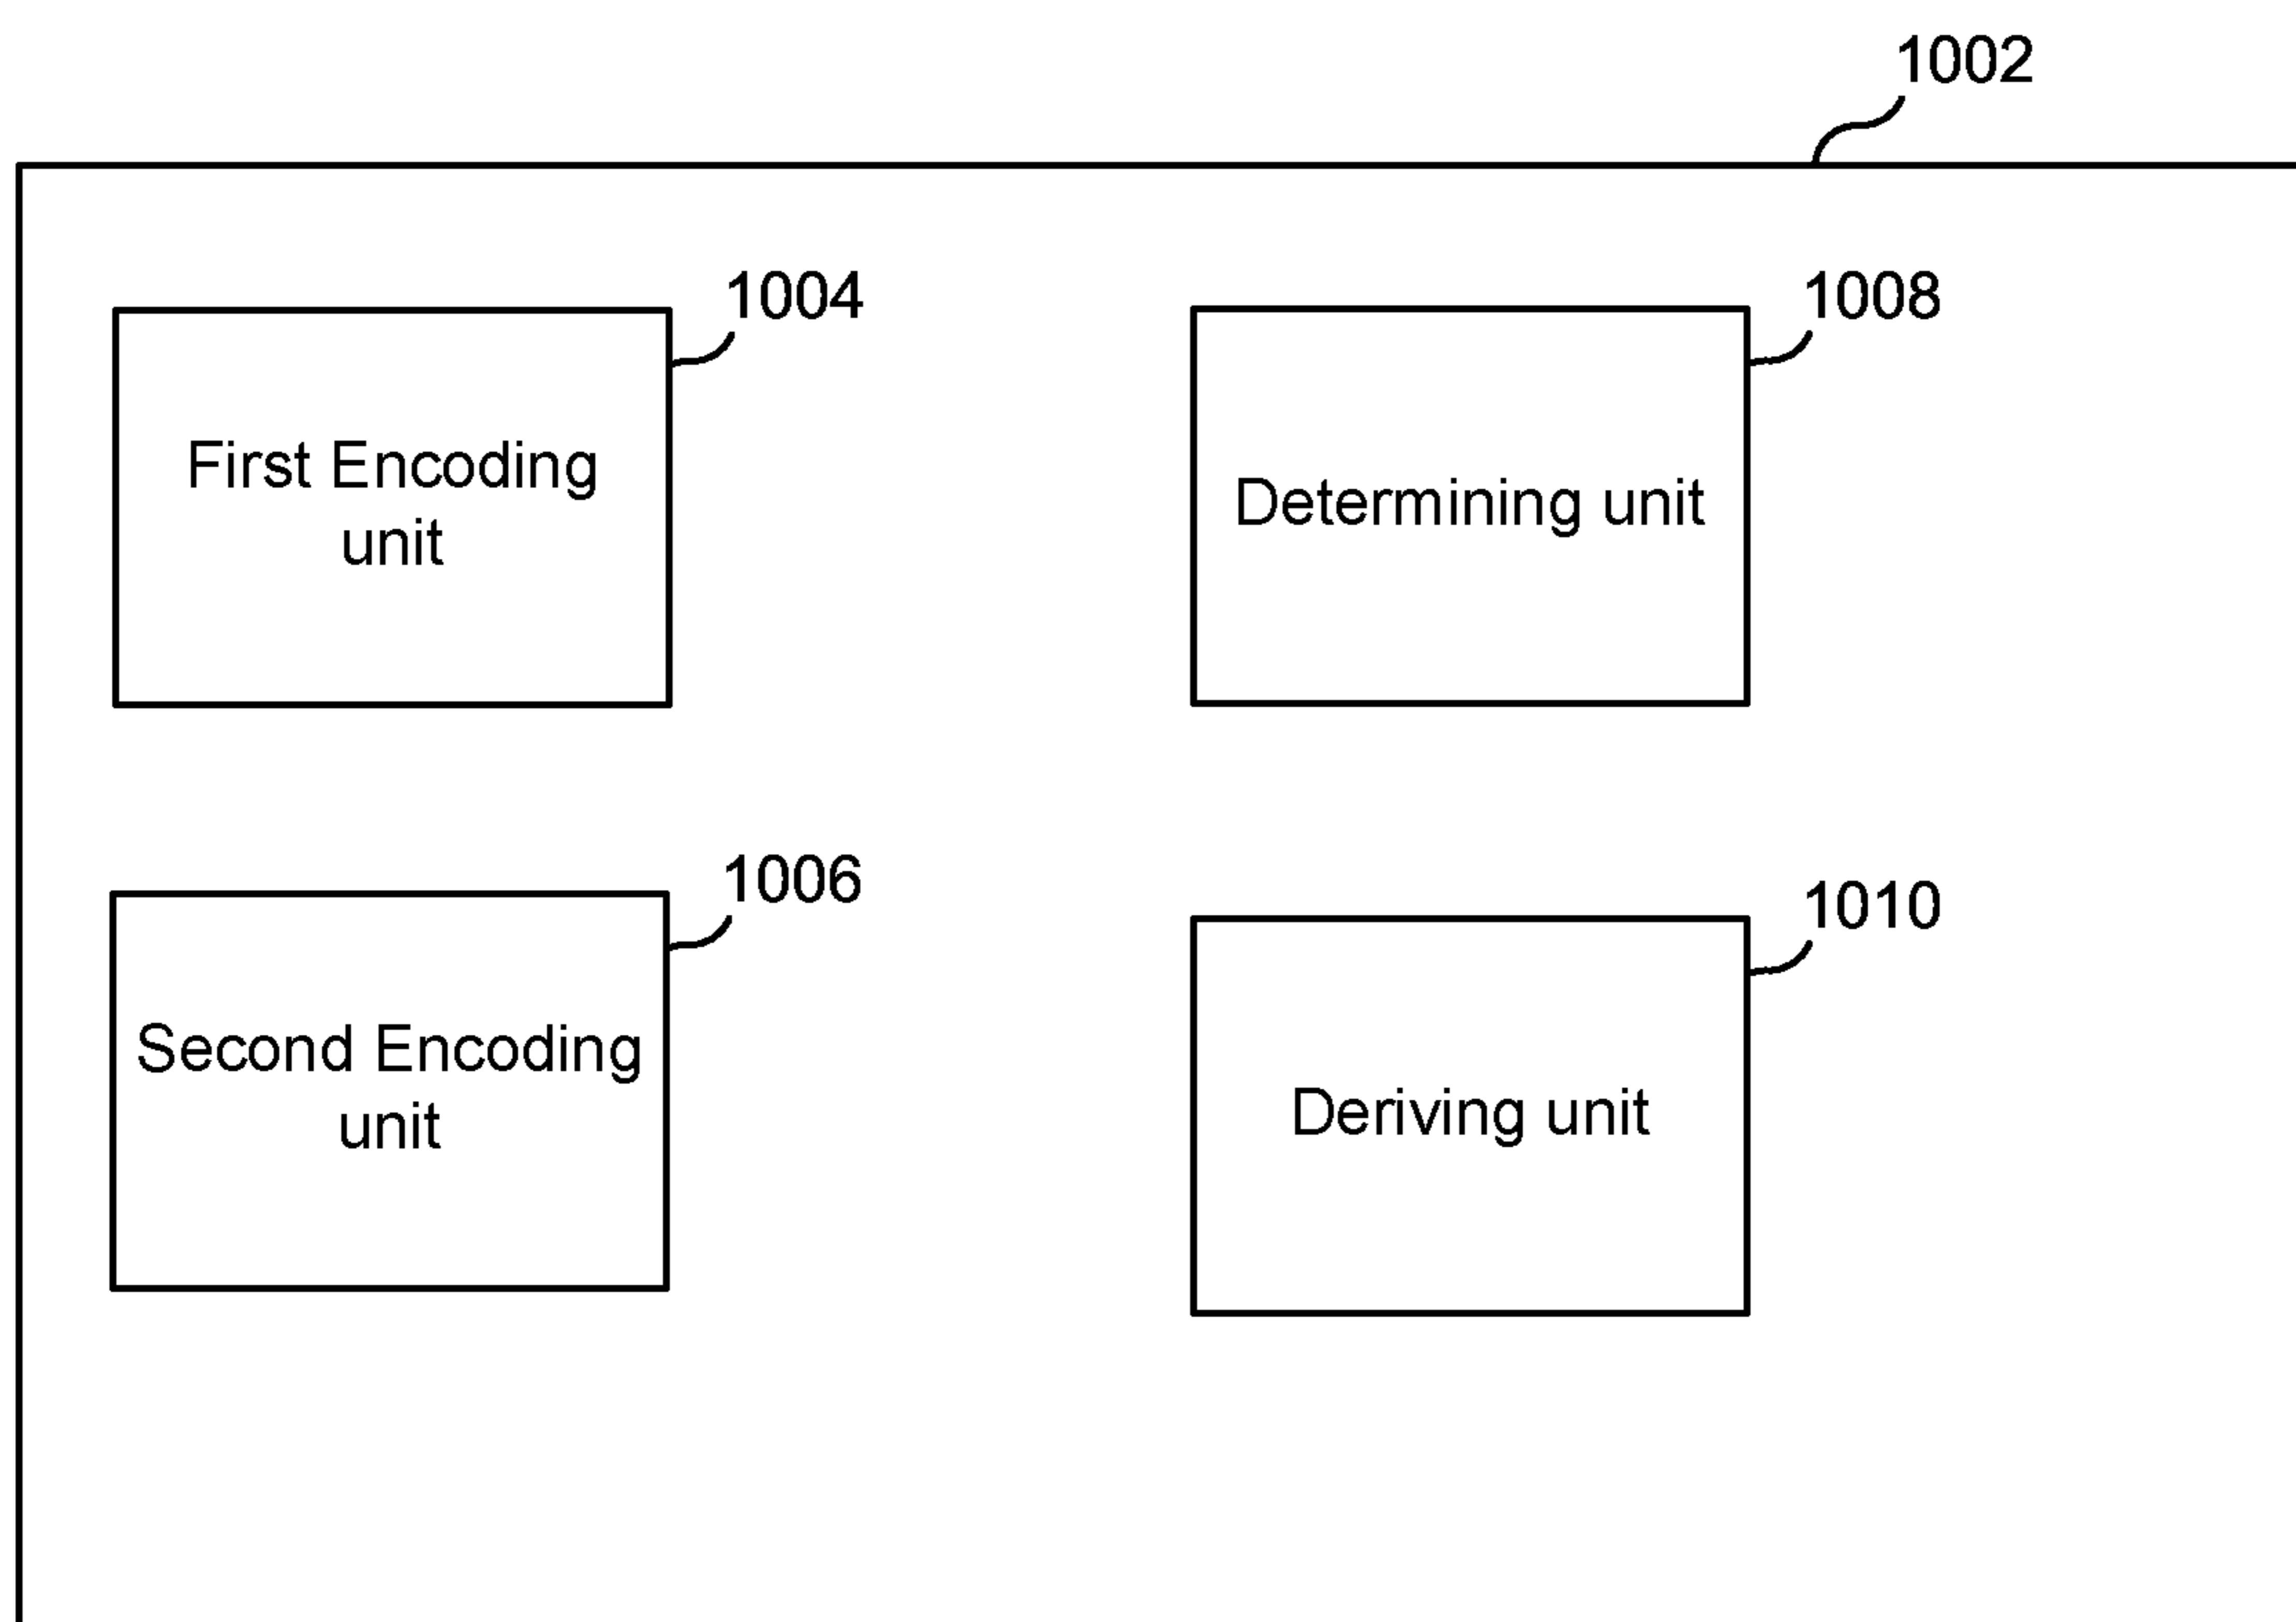 1002
1004
First Encoding
unit
1008
Determining unit
1006
Second Encoding
unit
1010
Deriving unit